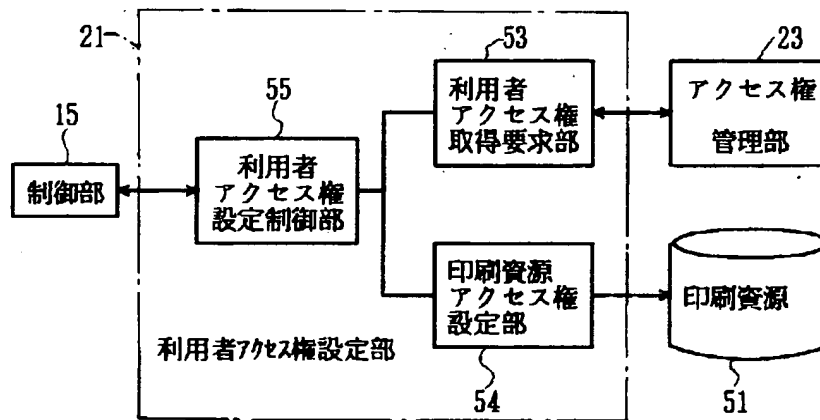 21
53
23
55
15
利用者
アクセス権
取得要求部
アクセス権
管理部
利用者
アクセス権
設定制御部
制御部
印刷資源
アクセス権
設定部
印刷資源
利用者アクセス権設定部
54
51